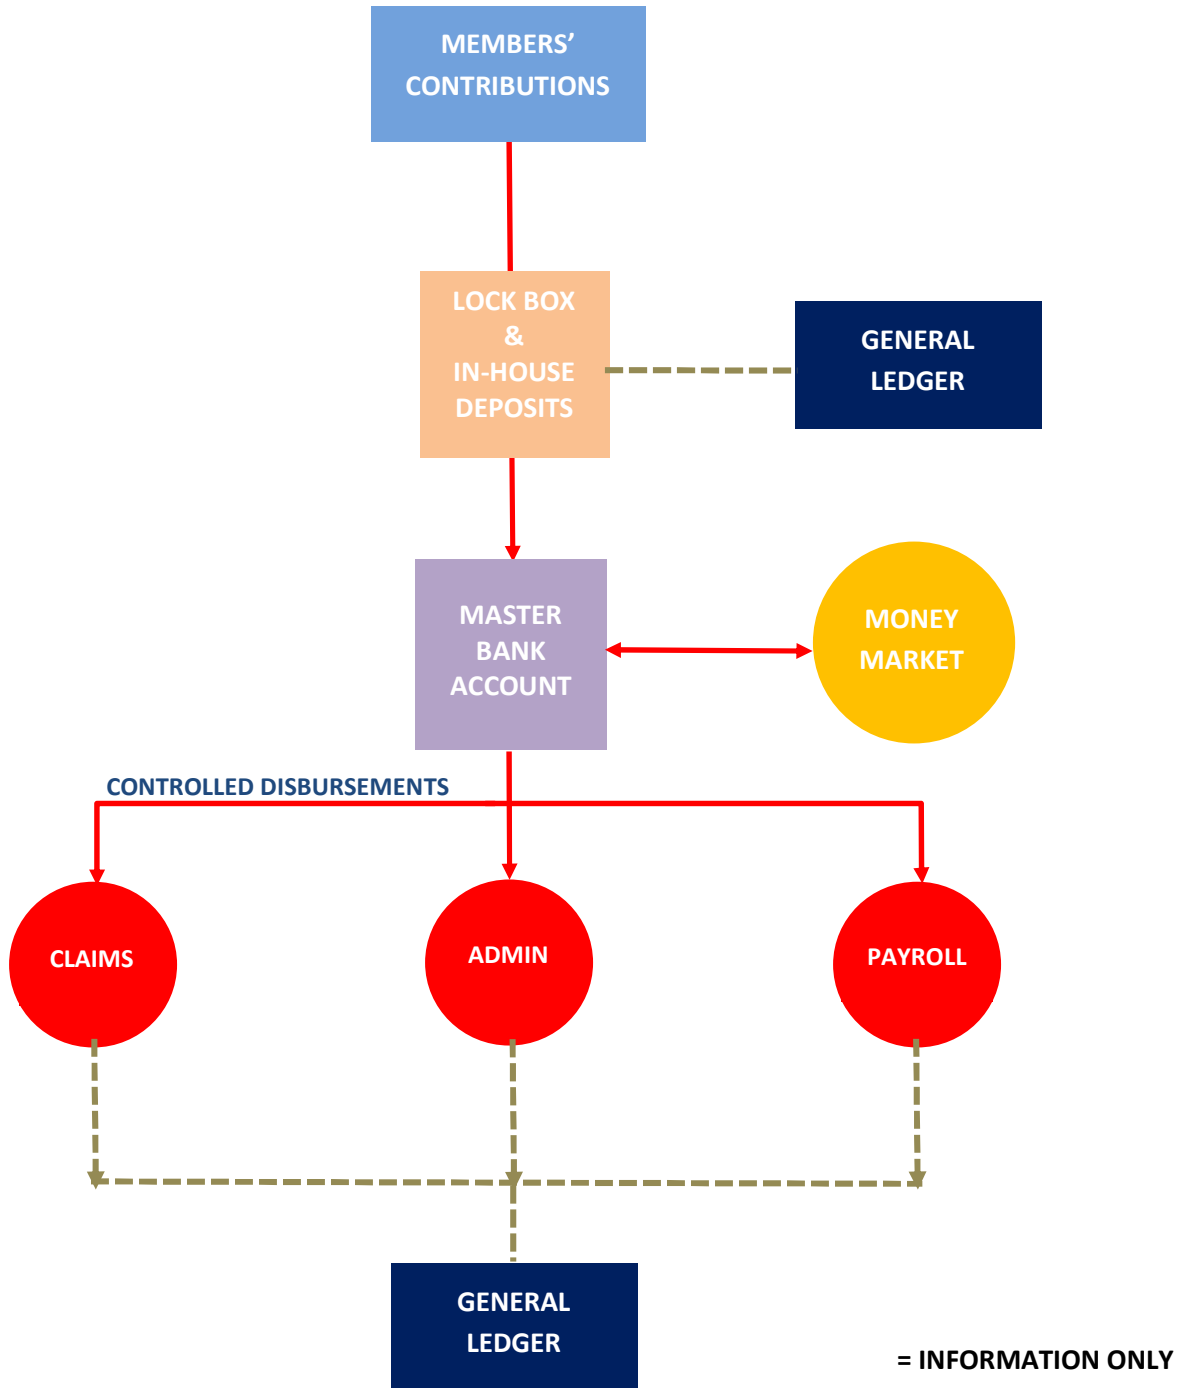 MEMBERS’
CONTRIBUTIONS
LOCK BOX
&
IN-HOUSE
DEPOSITS
GENERAL
LEDGER
MASTER
BANK
ACCOUNT
MONEY
MARKET
CONTROLLED DISBURSEMENTS
CLAIMS
ADMIN
PAYROLL
GENERAL
LEDGER
= INFORMATION ONLY